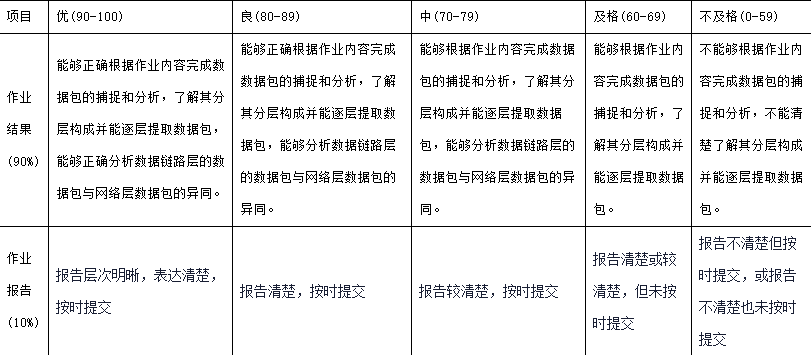 项目
优(90-100)
良(80-89)
中(70-79)
及格(60-69)
不及格(0-59)
作业
结果
(90%)
能够正确根据作业内容完成数
据包的捕捉和分析，了解其分
层构成并能逐层提取数据包，
能够正确分析数据链路层的数
据包与网络层数据包的异同。
能够正确根据作业内容完成
数据包的捕捉和分析，了解
其分层构成并能逐层提取数
据包，能够分析数据链路层
的数据包与网络层数据包的
异同。
能够根据作业内容完成数据
包的捕捉和分析，了解其分
层构成并能逐层提取数据
包，能够分析数据链路层的
数据包与网络层数据包的异
同。
能够根据作业内
容完成数据包的
捕捉和分析，了
解其分层构成并
能逐层提取数据
包。
不能够根据作业
内容完成数据包的捕
捉和分析，不能清
楚了解其分层构成
并能逐层提取数据
包。
作业
报告
(10%)
报告层次明晰，表达清楚，
按时提交
报告清楚，按时提交
报告较清楚，按时提交
报告清楚或较
清楚，但未按
时提交
报告不清楚但按
时提交，或报告
不清楚也未按时
提交